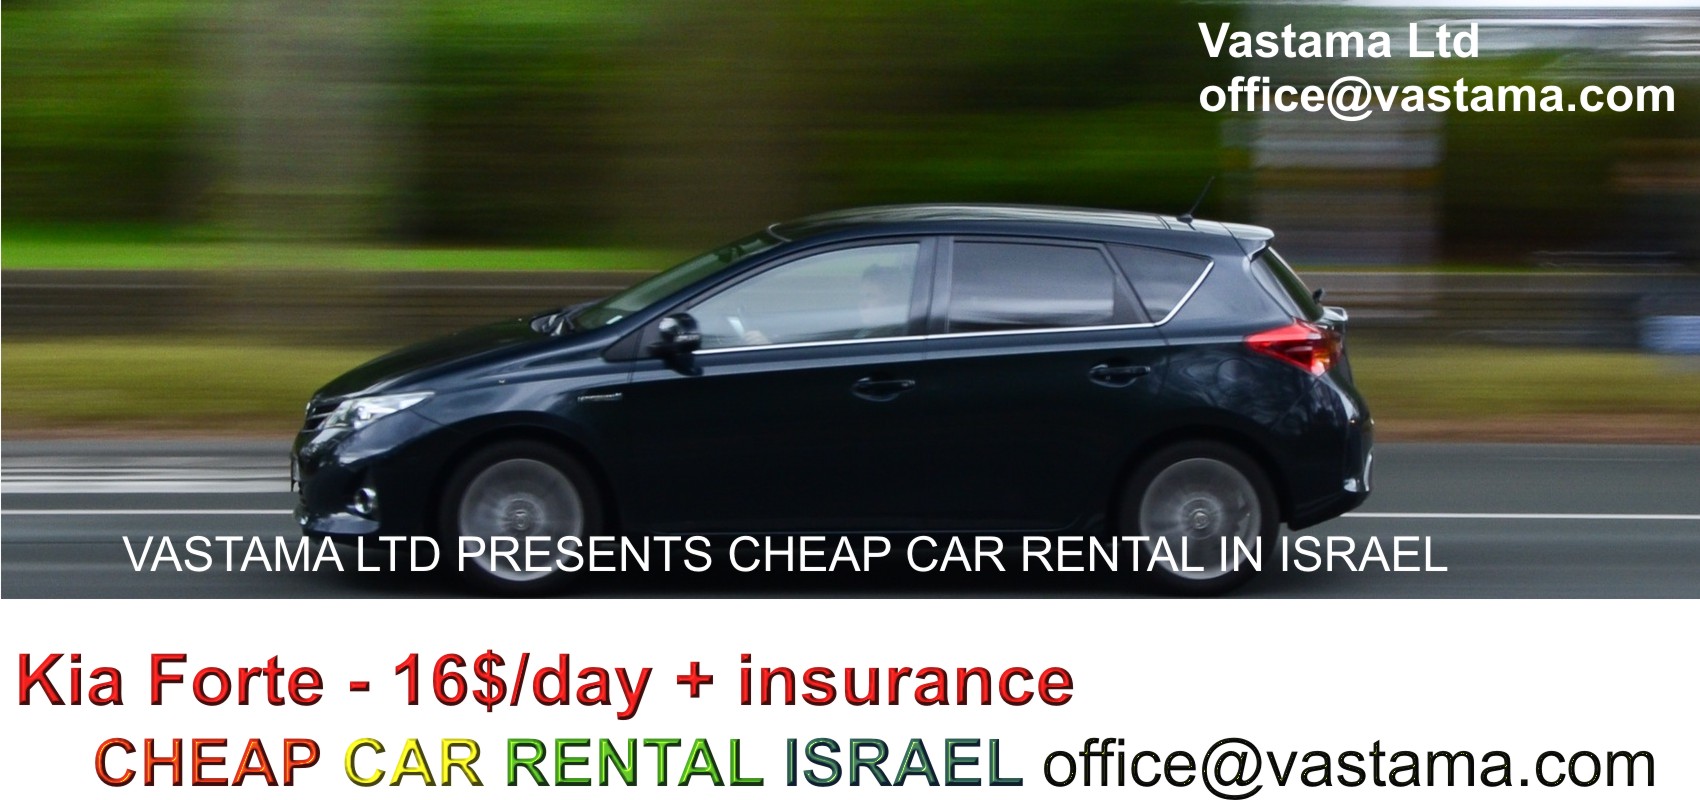 Vastama Ltd
office@vastama.com
VASTAMA LTD PRESENTS CHEAP CAR RENTAL IN ISRAEL
Kia Forte - 16$/day + insurance
CHEAP CAR RENTAL ISRAEL office@vastama.com